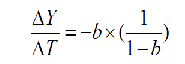 ΔY/ΔT = −b × (1/(1−b))